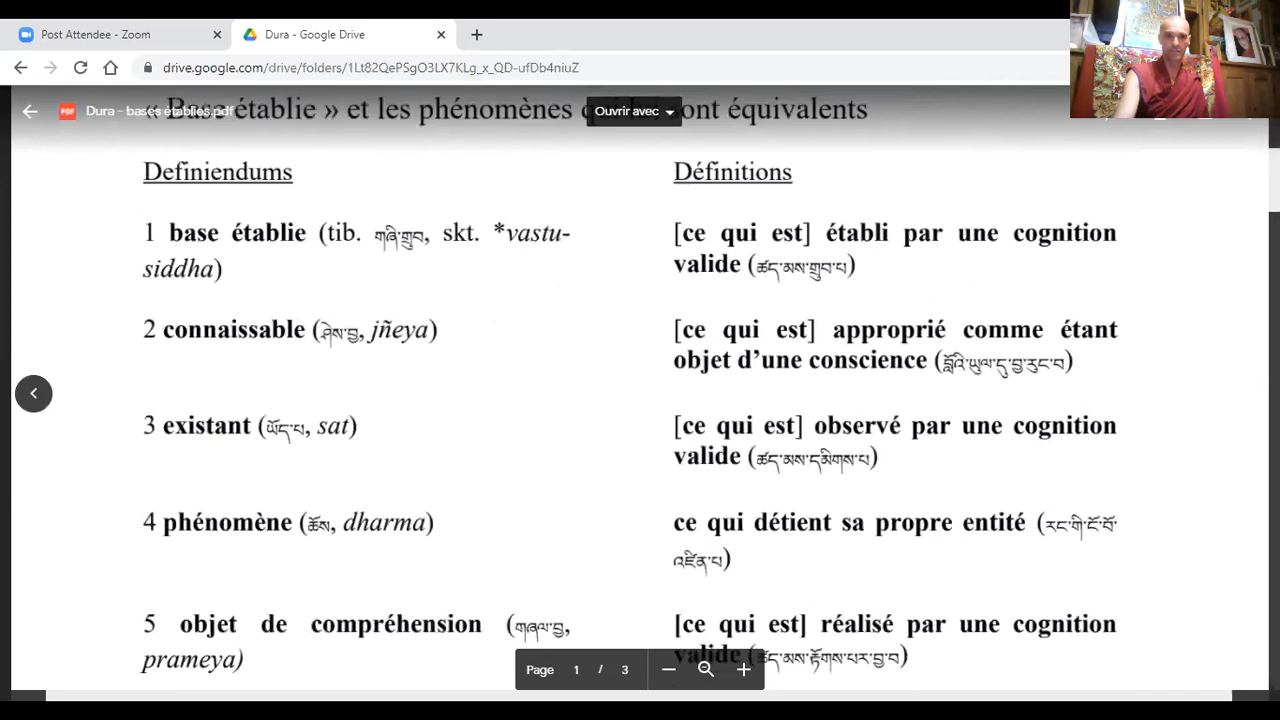 Post Attendee - Zoom
Dura - Google Drive
drive.google.com/drive/folders/1Lt82QePSgO3LX7KLg_x_QD-ufDb4niuZ
Dura – bases établies.pdf
Ouvrir avec
« Base établie » et les phénomènes qui lui sont équivalents
Definiendums
Définitions
1 base établie (tib. གཞི་གྲུབ, skt. *vastu-
siddha)
[ce qui est] établi par une cognition
valide (ཚད་མས་གྲུབ་པ)
2 connaissable (ཤེས་བྱ, jñeya)
[ce qui est] approprié comme étant
objet d’une conscience (བློའི་ཡུལ་དུ་བྱ་རུང་བ)
3 existant (ཡོད་པ, sat)
[ce qui est] observé par une cognition
valide (ཚད་མས་དམིགས་པ)
4 phénomène (ཆོས, dharma)
ce qui détient sa propre entité (རང་གི་ངོ་བོ་
འཛིན་པ)
5 objet de compréhension (གཞལ་བྱ,
prameya)
[ce qui est] réalisé par une cognition
valide (ཚད་མས་རྟོགས་པར་བྱ་བ)
Page 1 / 3